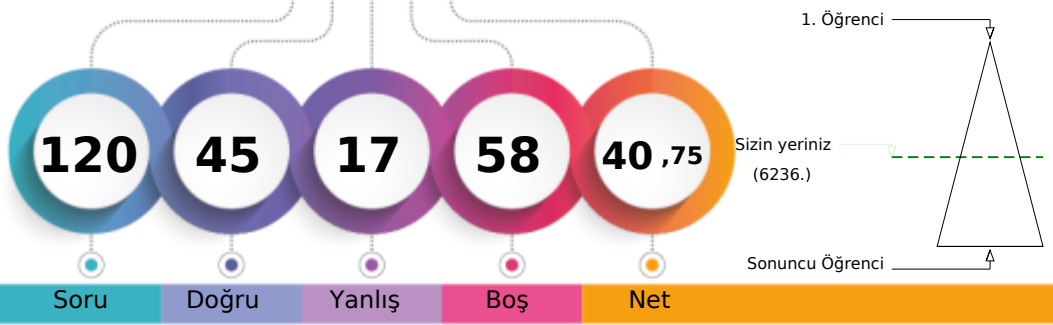 120 45 17 58 40 ,75
Soru Doğru Yanlış Boş Net
1. Öğrenci
Sizin yeriniz
(6236.)
Sonuncu Öğrenci